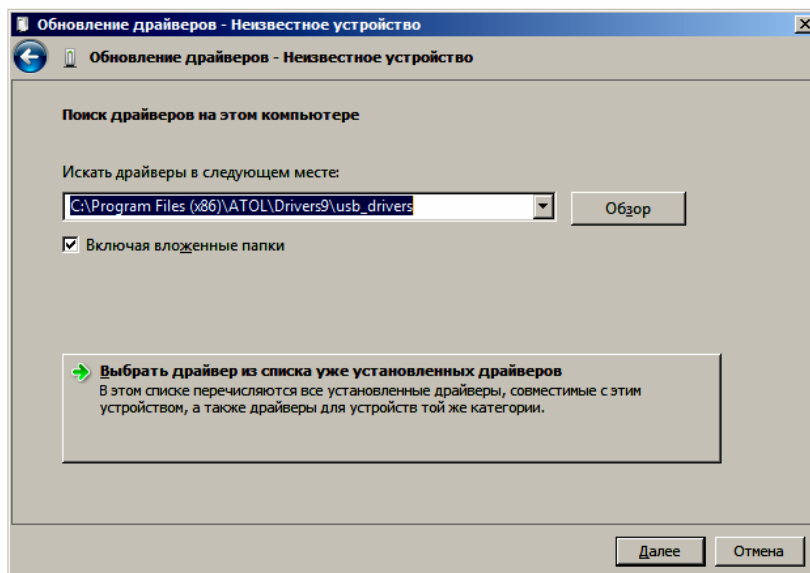 Обновление драйверов - Неизвестное устройство
Обновление драйверов - Неизвестное устройство
Поиск драйверов на этом компьютере
Искать драйверы в следующем месте:
C:\Program Files (x86)\ATOL\Drivers9\usb_drivers
Обзор
Включая вложенные папки
Выбрать драйвер из списка уже установленных драйверов
В этом списке перечисляются все установленные драйверы, совместимые с этим
устройством, а также драйверы для устройств той же категории.
Далее
Отмена